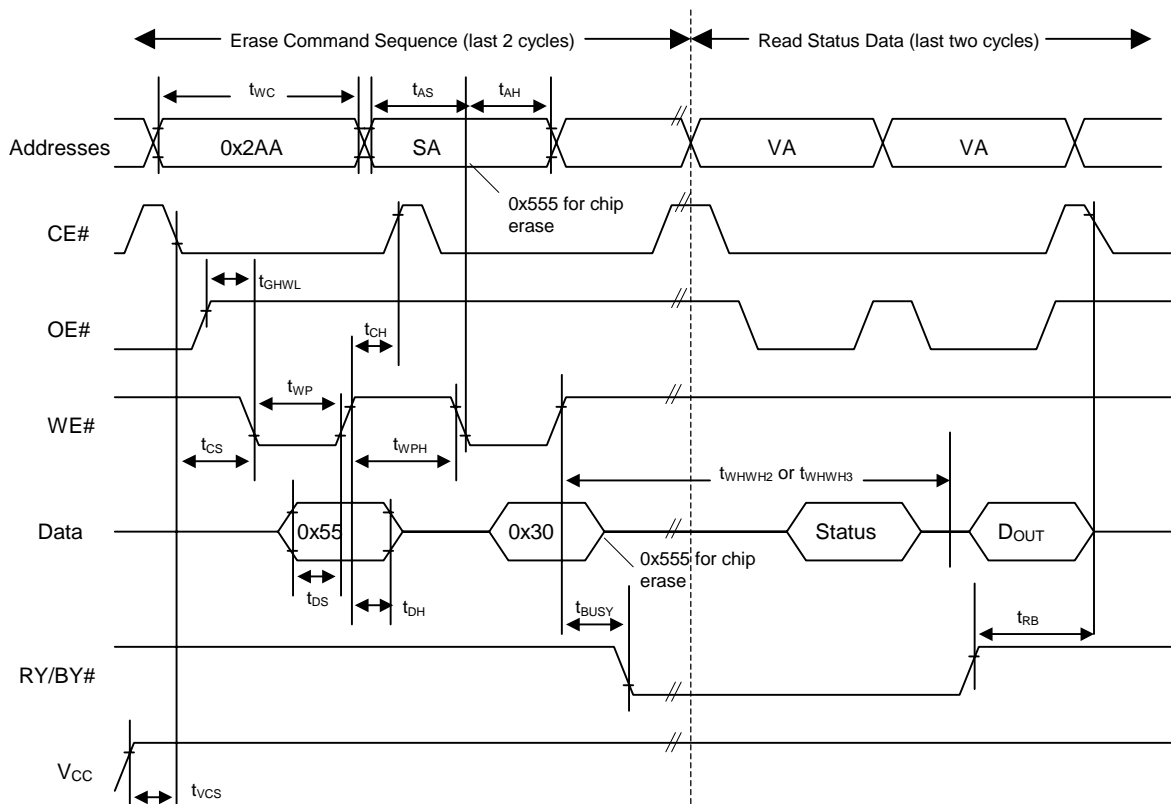 Erase Command Sequence (last 2 cycles)
Read Status Data (last two cycles)
tWC
tAS
tAH
Addresses
0x2AA
SA
VA
VA
0x555 for chip
erase
CE#
tGHWL
OE#
tCH
tWP
WE#
tCS
tWPH
tWHWH2 or tWHWH3
Data
0x55
0x30
Status
DOUT
0x555 for chip
erase
tDS
tDH
tBUSY
tRB
RY/BY#
VCC
tVCS